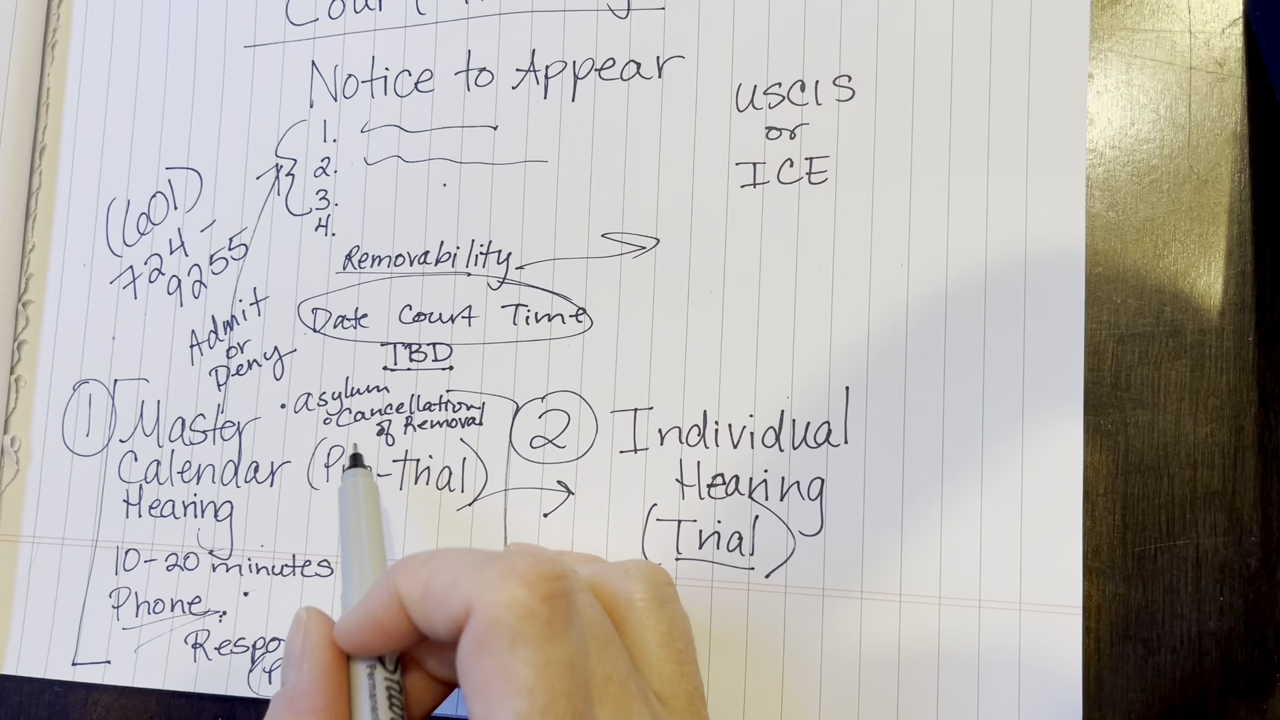 Court
Notice to Appear
1.
2.
3.
4.
USCIS
or
ICE
(601)
724-
9255
Removability
Date Court Time
TBD
Admit
or
Deny
• Asylum
• Cancellation
of Removal
1 Master
Calendar (Pre-Trial)
Hearing
10-20 minutes
Phone
2 Individual
Hearing
(Trial)